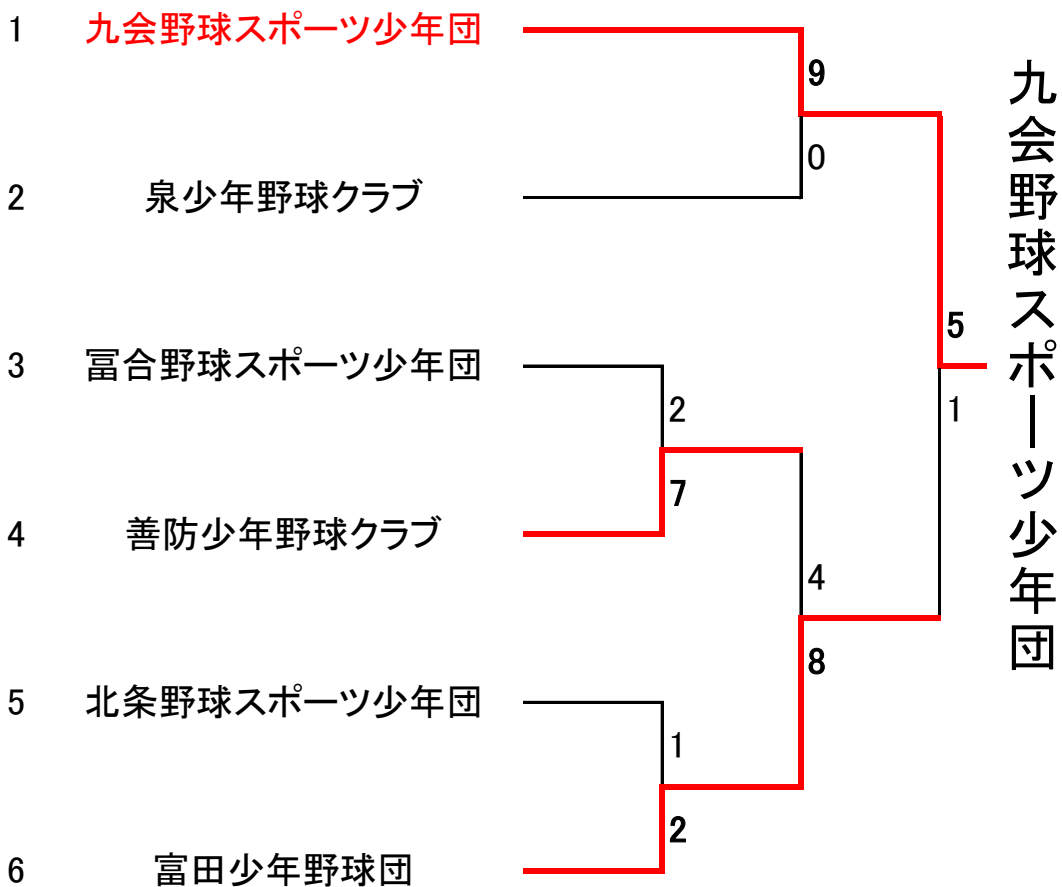 1 九会野球スポーツ少年団
9
0
2 泉少年野球クラブ
5
3 冨合野球スポーツ少年団
2
1
7
4 善防少年野球クラブ
4
8
5 北条野球スポーツ少年団
1
2
6 富田少年野球団
九会野球スポーツ少年団